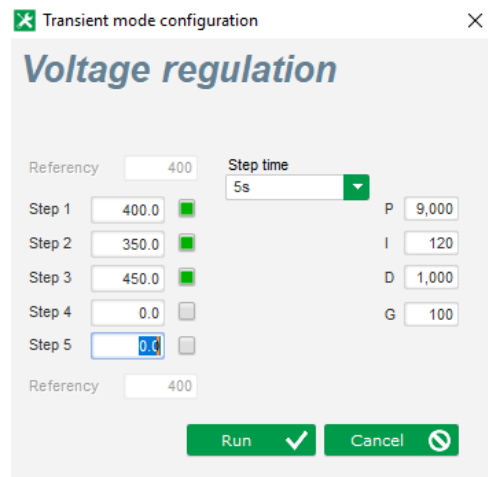 Transient mode configuration
Voltage regulation
Referency 400
Step time
5s
Step 1 400.0
P 9,000
Step 2 350.0
I 120
Step 3 450.0
D 1,000
Step 4 0.0
G 100
Step 5 0.0
Referency 400
Run Cancel